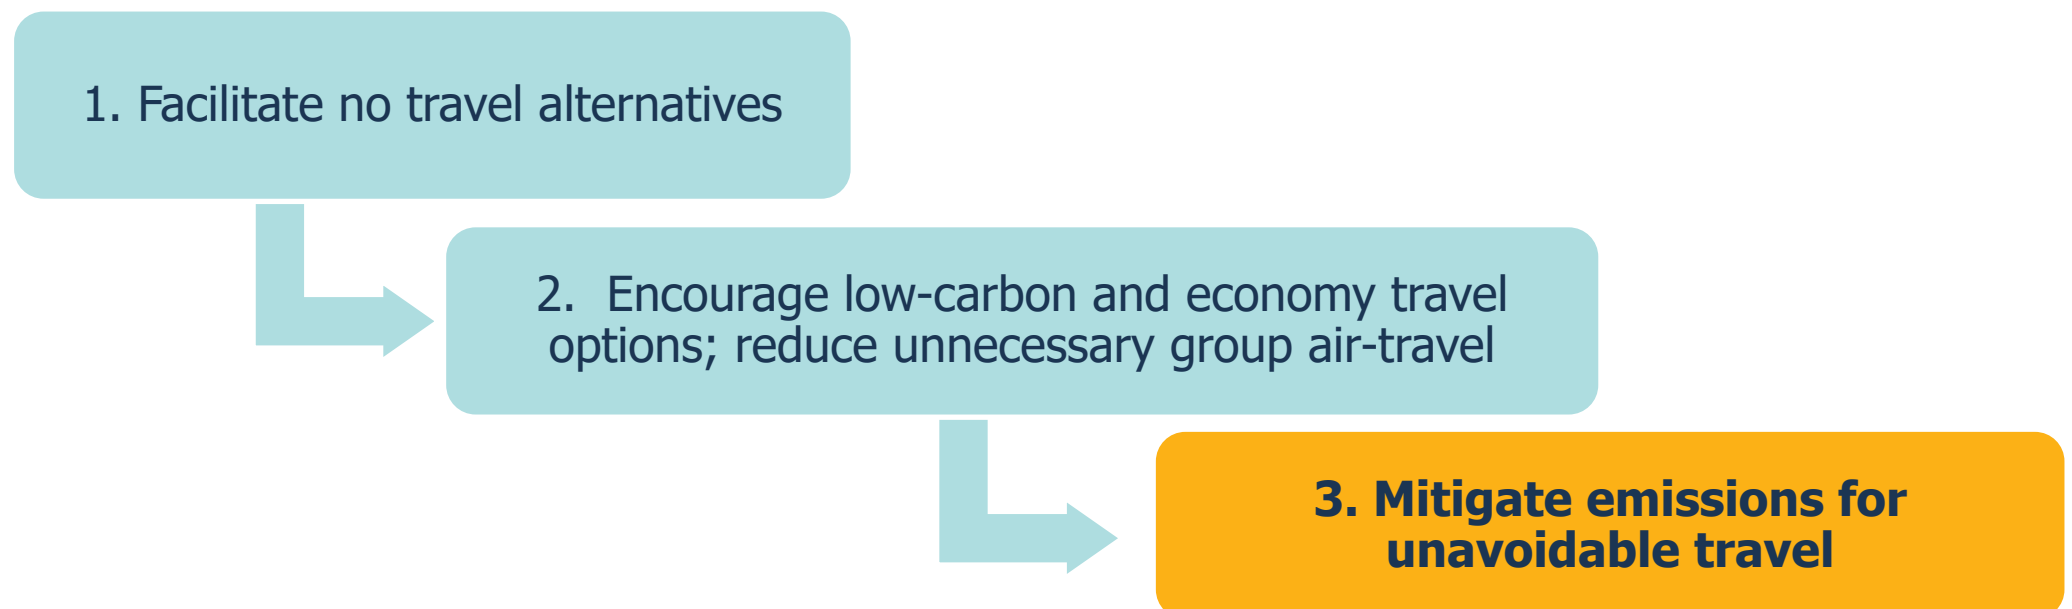 1. Facilitate no travel alternatives
2.  Encourage low-carbon and economy travel
options; reduce unnecessary group air-travel
3. Mitigate emissions for
unavoidable travel